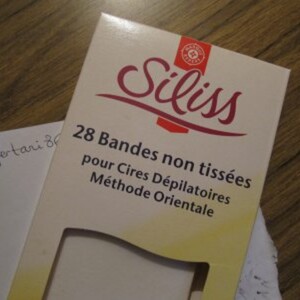 Siliss
28 Bandes non tissées
pour Cires Dépilatoires
Méthode Orientale